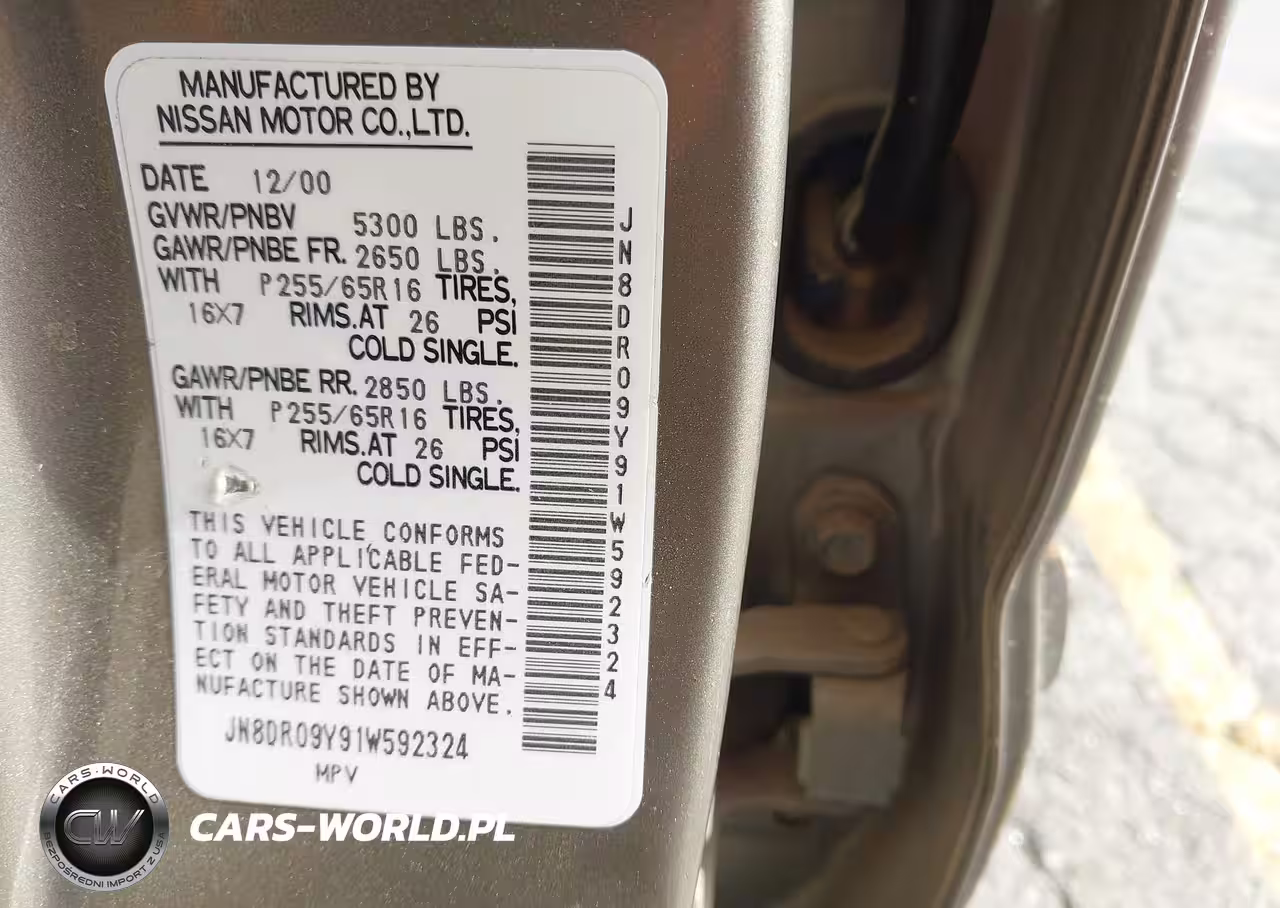 MANUFACTURED BY
NISSAN MOTOR CO.,LTD.
DATE 12/00
GVWR/PNBV 5300 LBS.
GAWR/PNBE FR. 2650 LBS.
WITH P255/65R16 TIRES,
16X7 RIMS.AT 26 PSI
COLD SINGLE.
GAWR/PNBE RR. 2850 LBS.
WITH P255/65R16 TIRES,
16X7 RIMS.AT 26 PSI
COLD SINGLE.
THIS VEHICLE CONFORMS
TO ALL APPLICABLE FED-
ERAL MOTOR VEHICLE SA-
FETY AND THEFT PREVEN-
TION STANDARDS IN EFF-
ECT ON THE DATE OF MA-
NUFACTURE SHOWN ABOVE.
JN8DR09Y91W592324
MPV
JN8DR09Y91W592324
CARS-WORLD
CW
BEZPOŚREDNI IMPORT Z USA
CARS-WORLD.PL